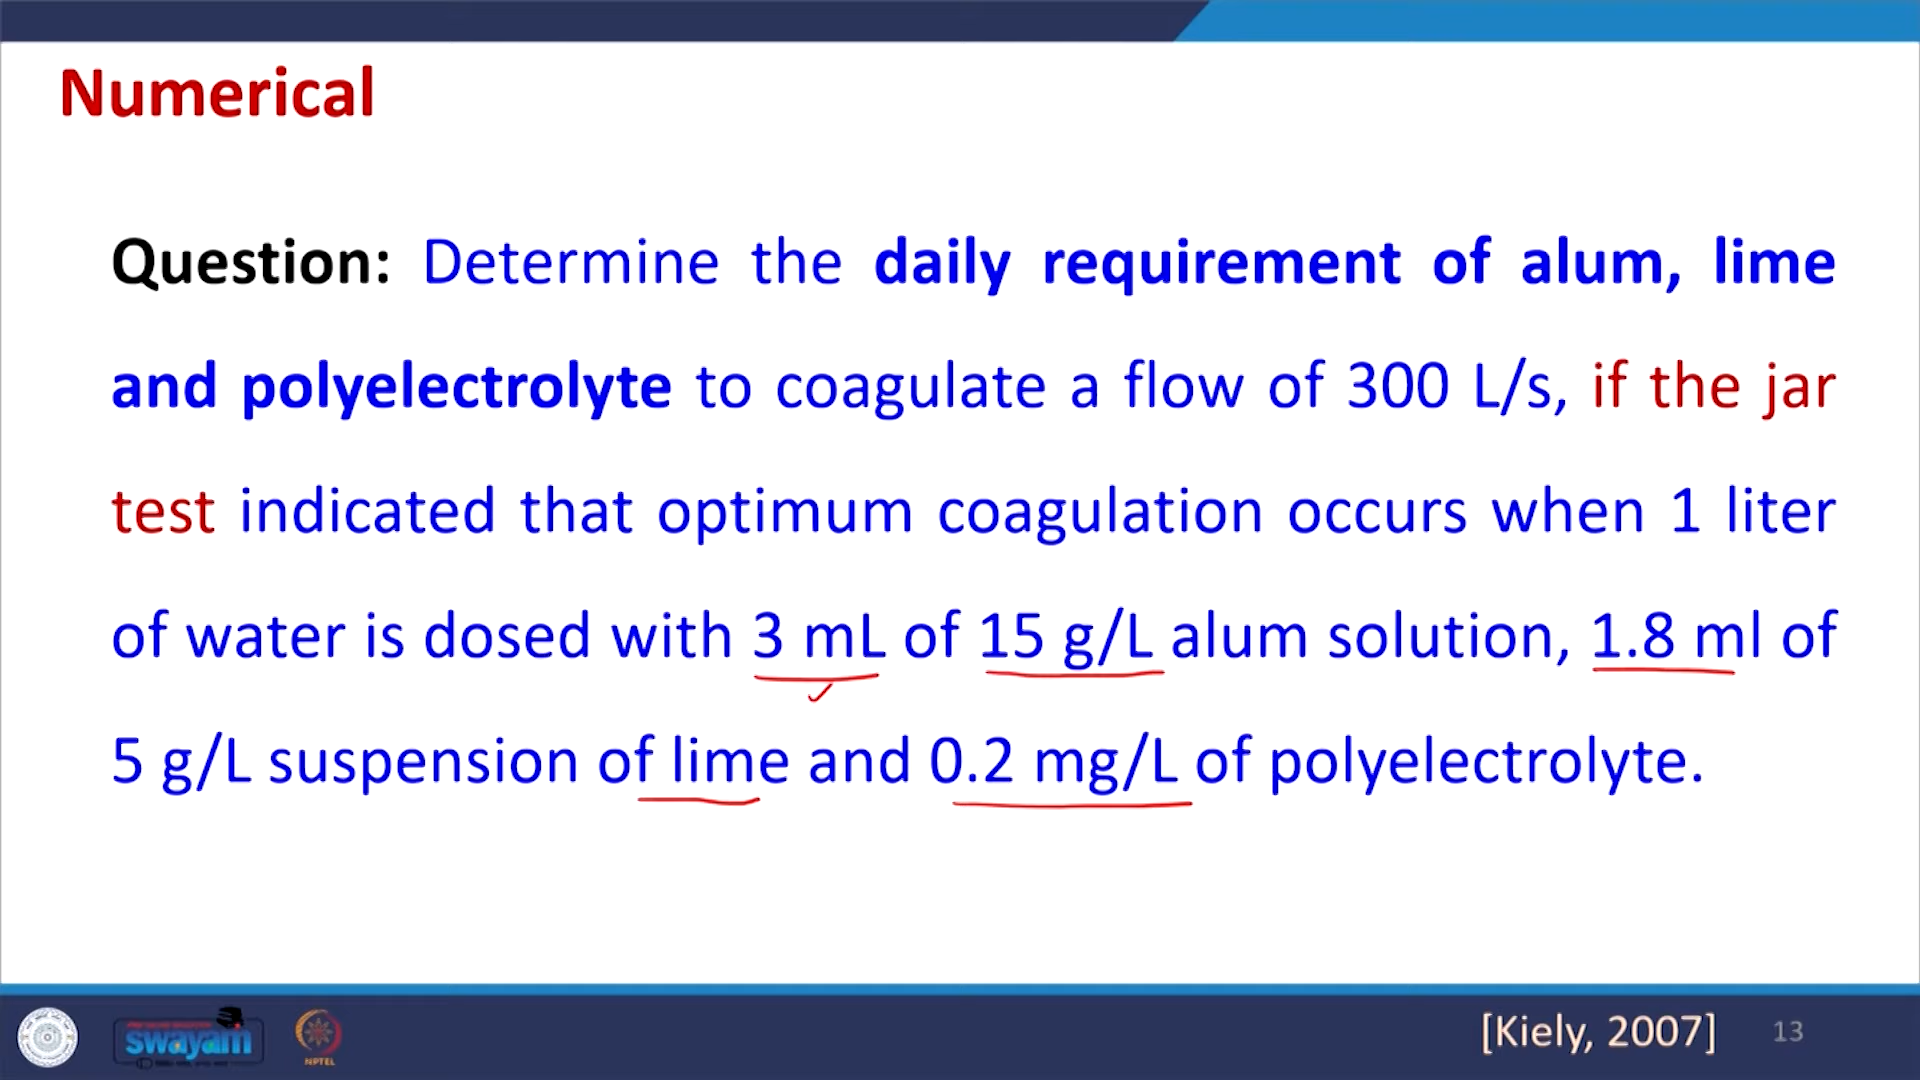 Numerical
Question: Determine the daily requirement of alum, lime
and polyelectrolyte to coagulate a flow of 300 L/s, if the jar
test indicated that optimum coagulation occurs when 1 liter
of water is dosed with 3 mL of 15 g/L alum solution, 1.8 ml of
5 g/L suspension of lime and 0.2 mg/L of polyelectrolyte.
swayam
NPTEL
[Kiely, 2007]
13